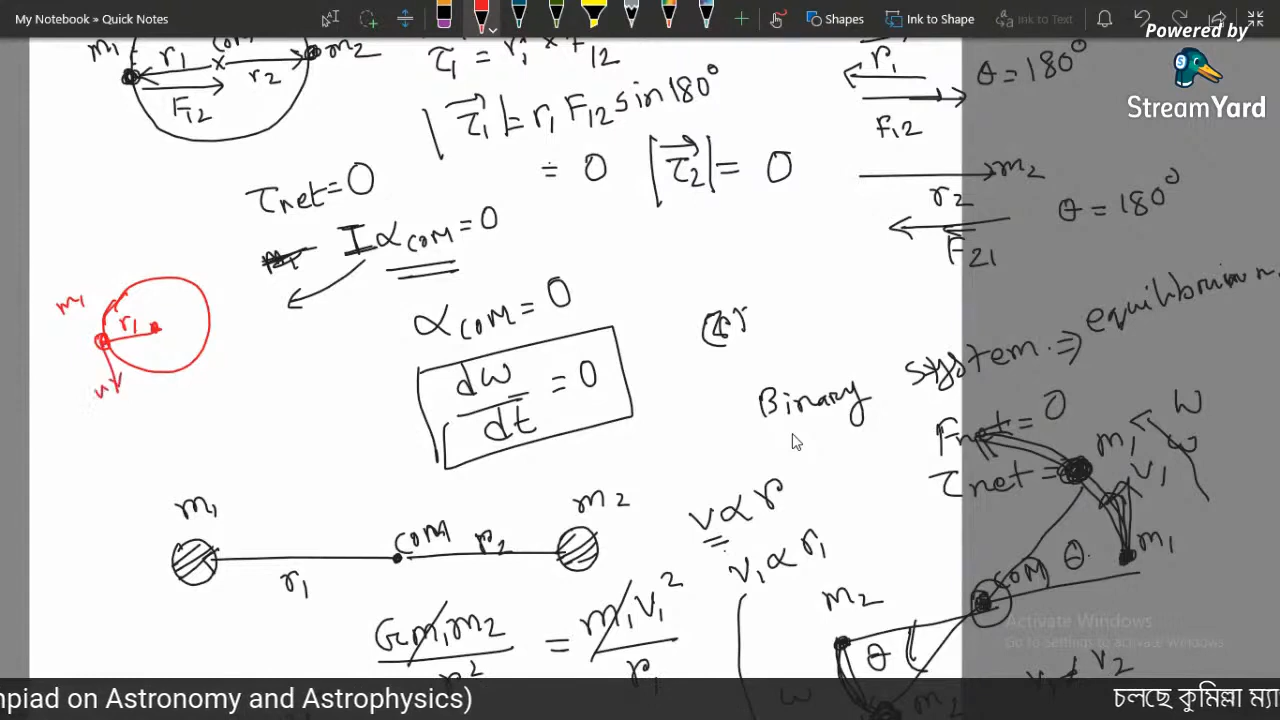 My Notebook » Quick Notes
Shapes
Ink to Shape
Ink to Text
Powered by
StreamYard
m₁ r₁ COM r₂ m₂
F₁₂
τ₁ = r₁ × F₁₂
|τ₁| = r₁ F₁₂ sin 180°
= 0 |τ₂| = 0
r₁
F₁₂
θ = 180°
m₂
r₂
F₂₁
θ = 180°
τnet = 0
I αCOM = 0
αCOM = 0
dω/dt = 0
m₁
r₁
v
Binary
system ⇒ equilibrium
Fnet = 0
τnet =
m₁ ω
ω
v₁
m₁
COM θ
m₂
θ
ω
m₂
v₁ ≠ v₂
m₁ COM m₂
r₁ r₂
v ∝ r
v₁ ∝ r₁
Gm₁m₂/r² = m₁v₁²/r₁
Activate Windows
Go to Settings to activate Windows.
mpiad on Astronomy and Astrophysics)
চলছে কুমিল্লা ম্যা